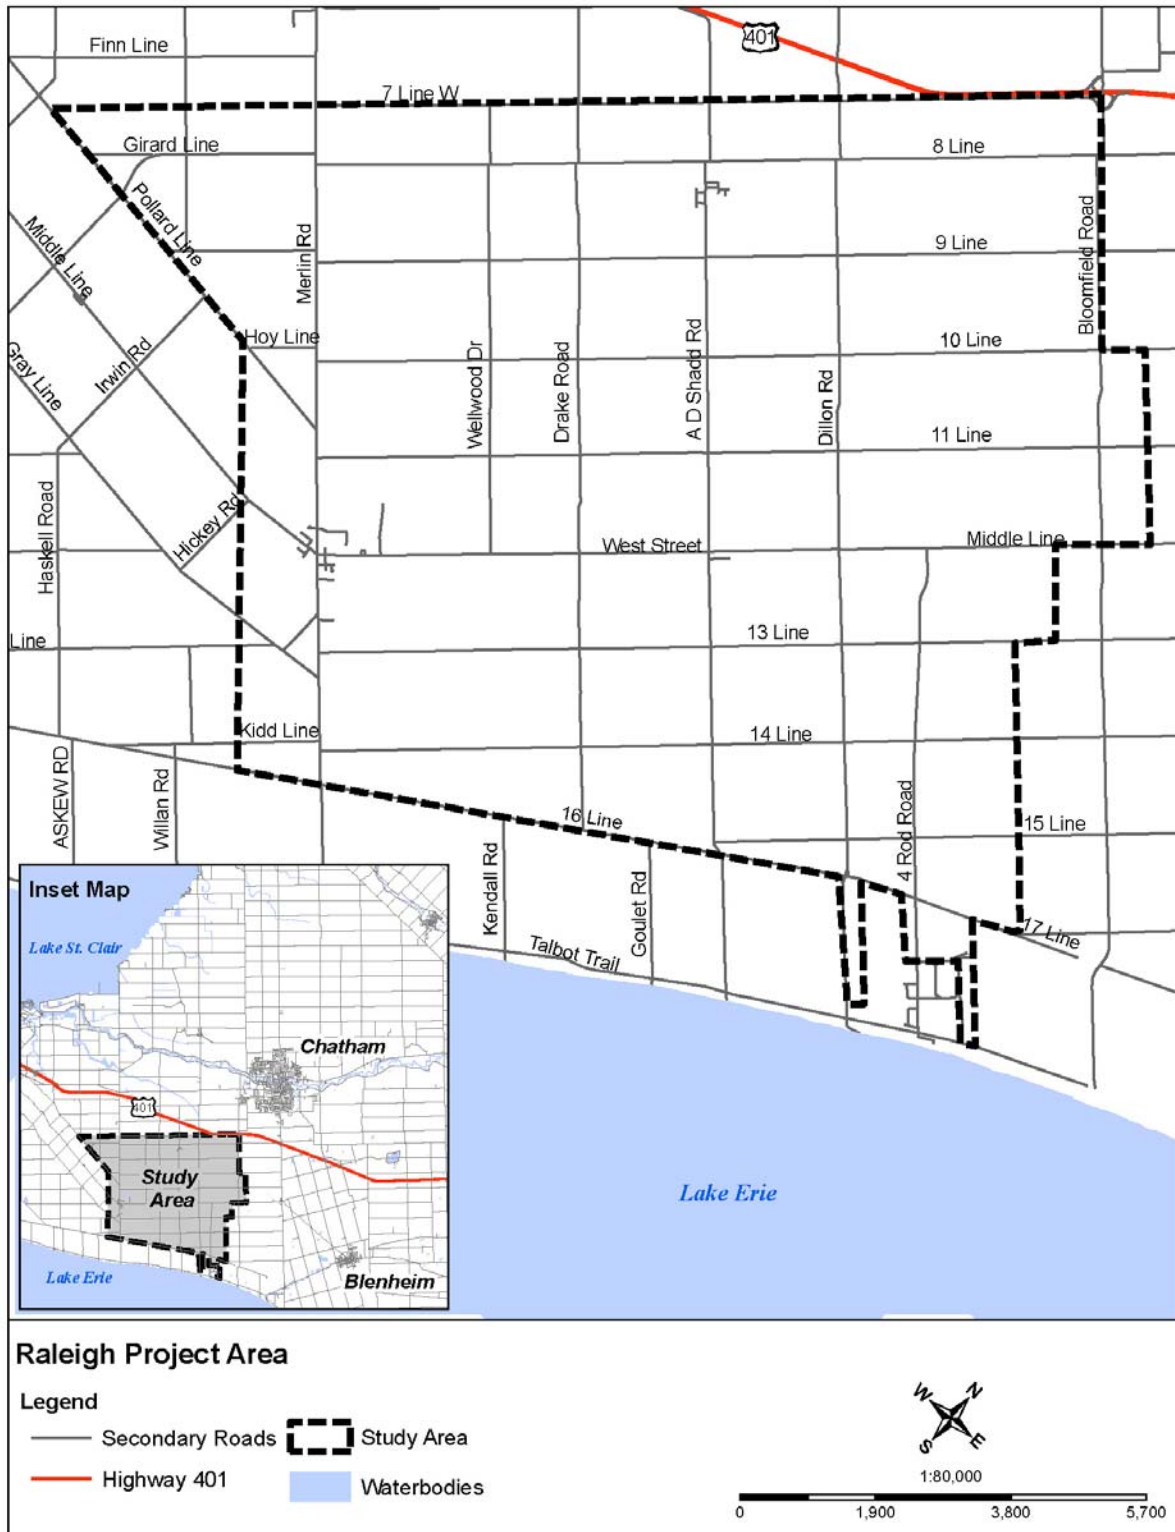 401
Finn Line
7 Line W
Girard Line
8 Line
Pollard Line
Middle Line
Merlin Rd
9 Line
Bloomfield Road
Hoy Line
10 Line
Gray Line
Irwin Rd
Wellwood Dr
Drake Road
A D Shadd Rd
Dillon Rd
11 Line
Haskell Road
Hickey Rd
West Street
Middle Line
Line
13 Line
Kidd Line
14 Line
ASKEW RD
Willan Rd
16 Line
15 Line
4 Rod Road
Kendall Rd
Goulet Rd
17 Line
Talbot Trail
Lake Erie
Inset Map
Lake St. Clair
Chatham
401
Study
Area
Lake Erie
Blenheim
Raleigh Project Area
Legend
Secondary Roads
Study Area
Highway 401
Waterbodies
W
N
S
E
1:80,000
0
1,900
3,800
5,700